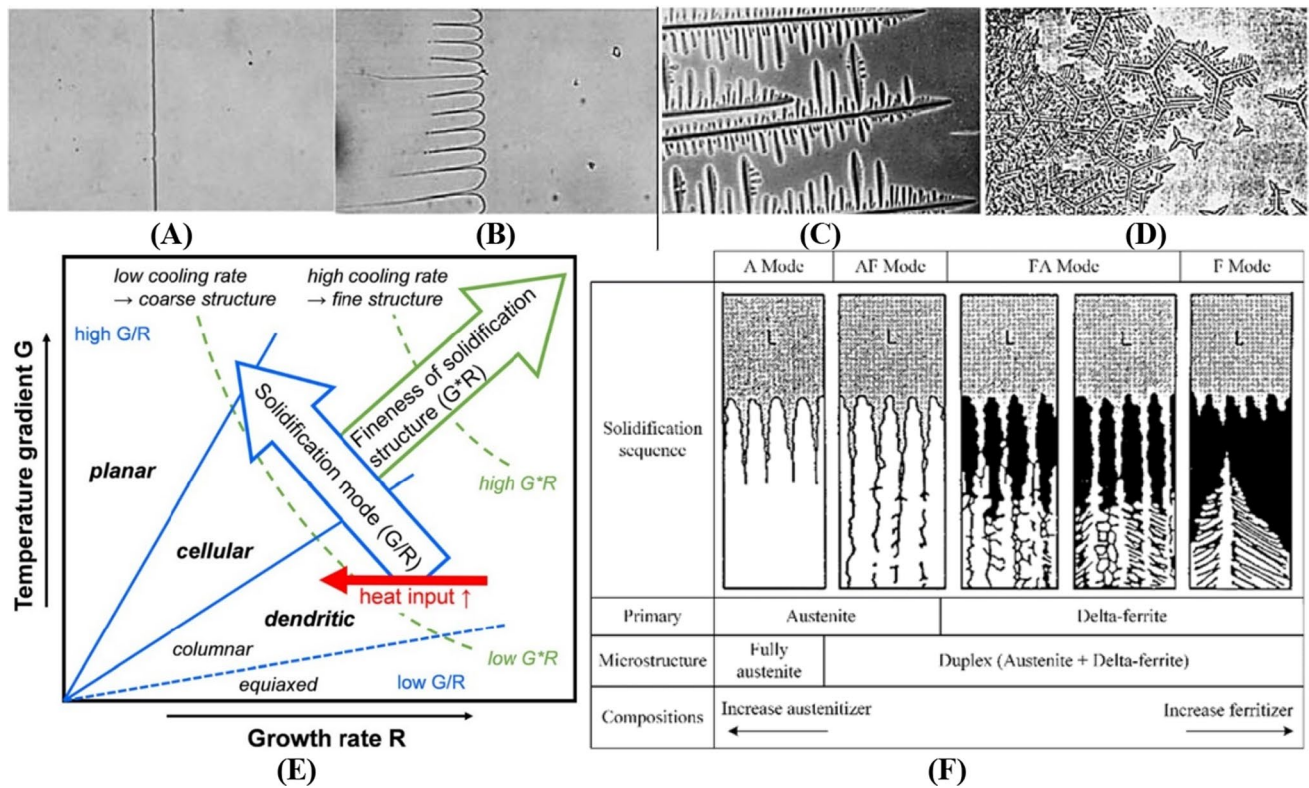 (A)
(B)
(C)
(D)
low cooling rate
→ coarse structure
high cooling rate
→ fine structure
high G/R
Temperature gradient G
planar
cellular
dendritic
columnar
equiaxed
Solidification mode (G/R)
Fineness of solidification
structure (G*R)
high G*R
heat input ↑
low G*R
low G/R
Growth rate R
(E)
A Mode
AF Mode
FA Mode
F Mode
Solidification
sequence
L
L
L
L
L
Primary
Austenite
Delta-ferrite
Microstructure
Fully
austenite
Duplex (Austenite + Delta-ferrite)
Compositions
Increase austenitizer
Increase ferritizer
(F)